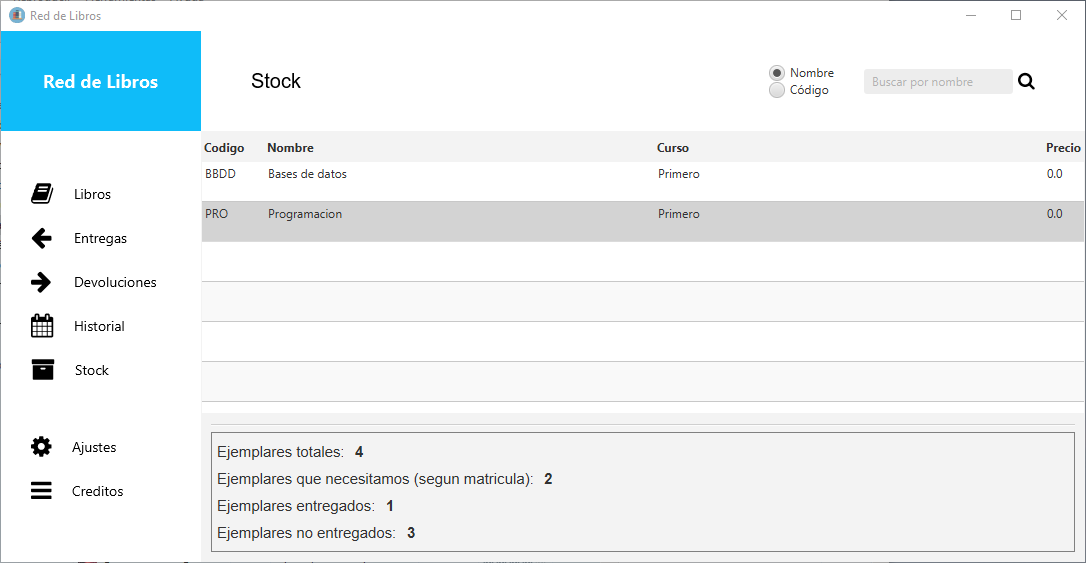 Red de Libros
Red de Libros
Stock
Nombre
Código
Buscar por nombre
Libros
Entregas
Devoluciones
Historial
Stock
Ajustes
Creditos
Codigo Nombre Curso Precio
BBDD Bases de datos Primero 0.0
PRO Programacion Primero 0.0
Ejemplares totales: 4
Ejemplares que necesitamos (segun matricula): 2
Ejemplares entregados: 1
Ejemplares no entregados: 3